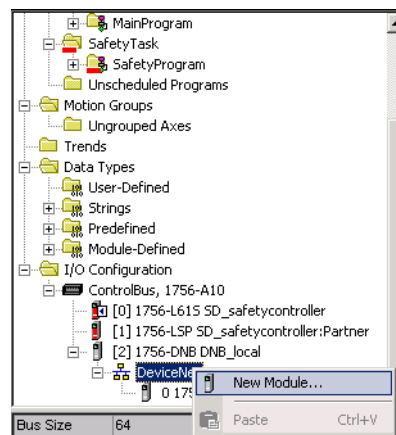 MainProgram
SafetyTask
SafetyProgram
Unscheduled Programs
Motion Groups
Ungrouped Axes
Trends
Data Types
User-Defined
Strings
Predefined
Module-Defined
I/O Configuration
ControlBus, 1756-A10
[0] 1756-L61S SD_safetycontroller
[1] 1756-LSP SD_safetycontroller:Partner
[2] 1756-DNB DNB_local
DeviceNe
New Module...
0 175
Paste Ctrl+V
Bus Size 64